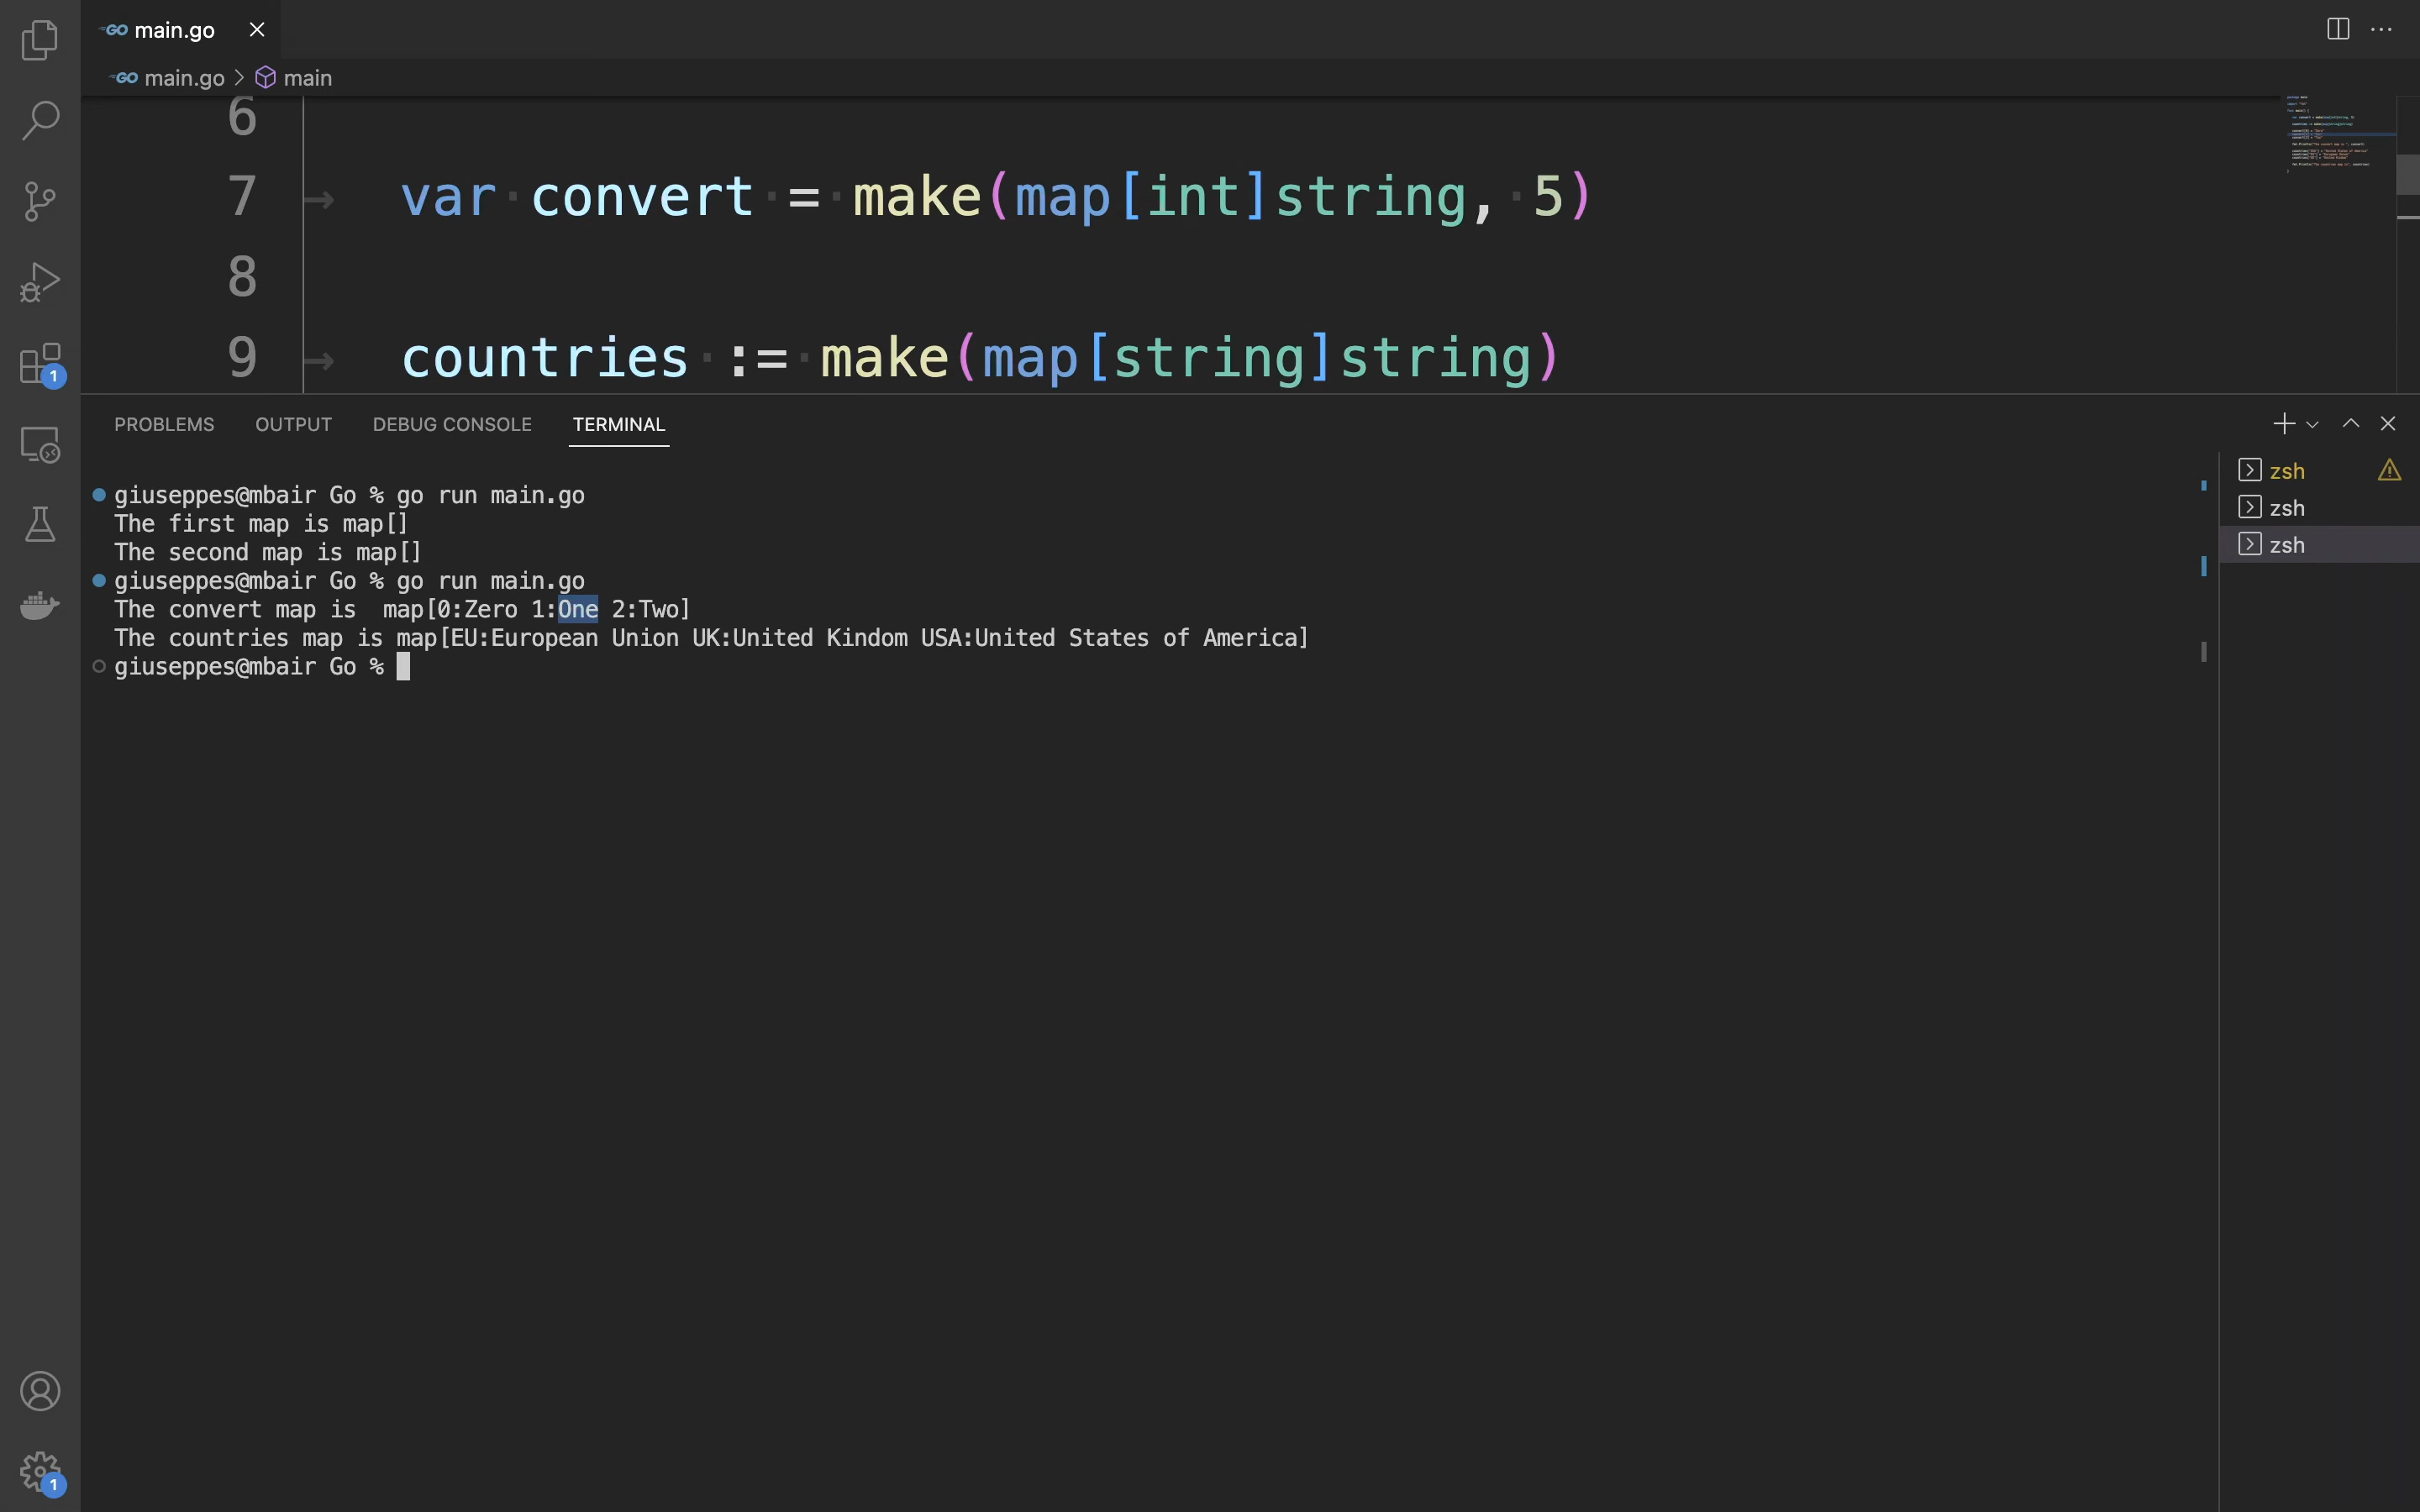 GO main.go
GO main.go > main
6
7 var convert = make(map[int]string, 5)
8
9 countries := make(map[string]string)
1
PROBLEMS OUTPUT DEBUG CONSOLE TERMINAL
zsh
zsh
zsh
giuseppes@mbair Go % go run main.go
The first map is map[]
The second map is map[]
giuseppes@mbair Go % go run main.go
The convert map is  map[0:Zero 1:One 2:Two]
The countries map is map[EU:European Union UK:United Kindom USA:United States of America]
giuseppes@mbair Go %
1